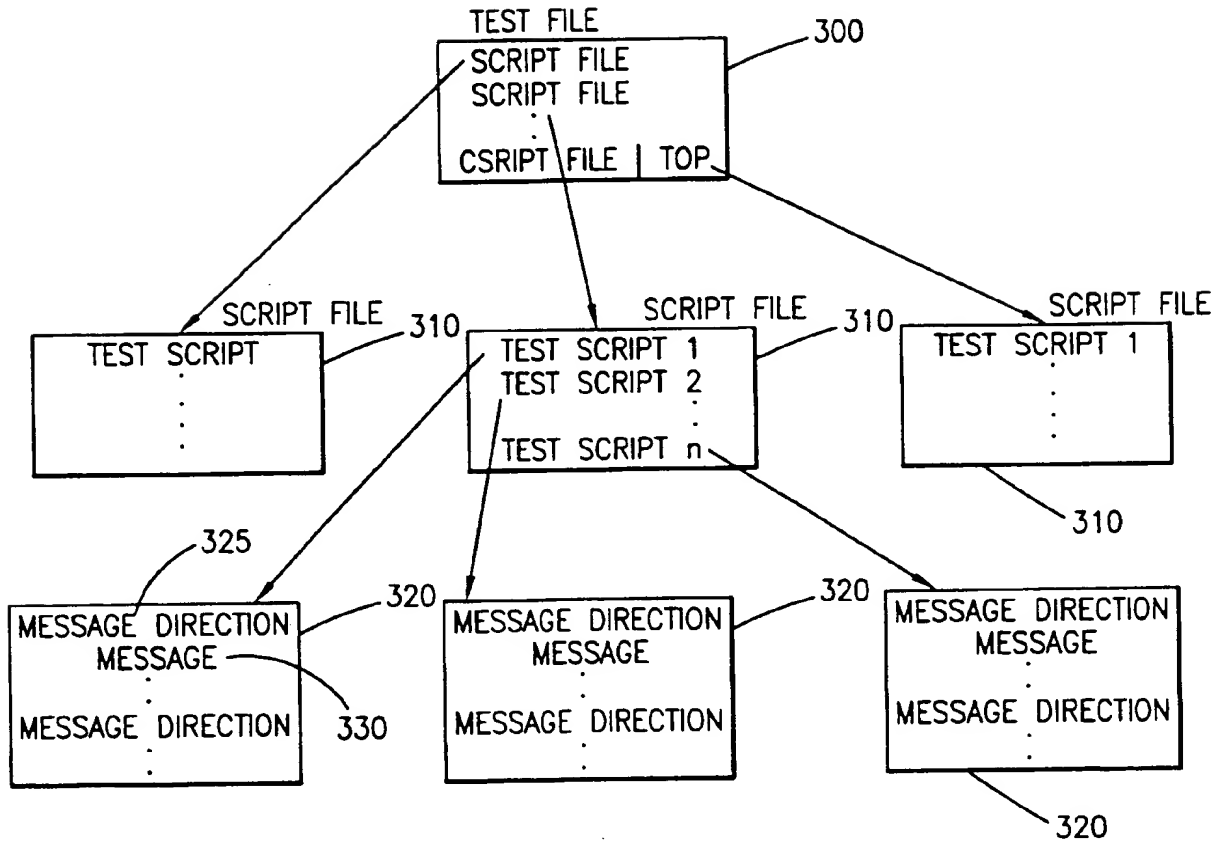 TEST FILE
300
SCRIPT FILE
SCRIPT FILE
CSRIPT FILE | TOP
SCRIPT FILE
310
TEST SCRIPT
SCRIPT FILE
310
TEST SCRIPT 1
TEST SCRIPT 2
TEST SCRIPT n
SCRIPT FILE
TEST SCRIPT 1
310
325
320
MESSAGE DIRECTION
MESSAGE
330
MESSAGE DIRECTION
320
MESSAGE DIRECTION
MESSAGE
MESSAGE DIRECTION
MESSAGE DIRECTION
MESSAGE
MESSAGE DIRECTION
320